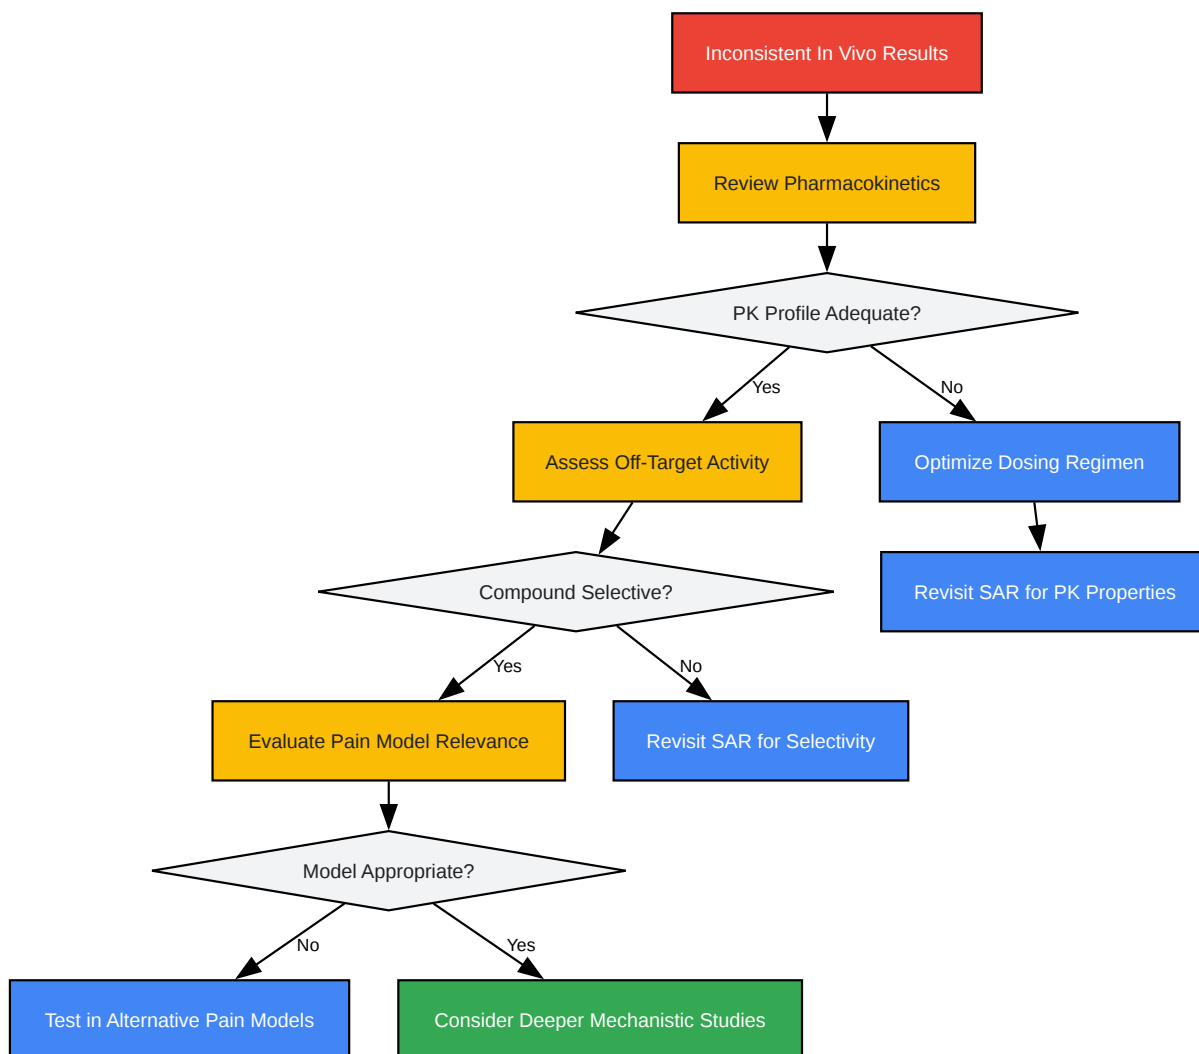 Inconsistent In Vivo Results
Review Pharmacokinetics
PK Profile Adequate?
Yes
No
Assess Off-Target Activity
Optimize Dosing Regimen
Compound Selective?
Revisit SAR for PK Properties
Yes
No
Evaluate Pain Model Relevance
Revisit SAR for Selectivity
Model Appropriate?
No
Yes
Test in Alternative Pain Models
Consider Deeper Mechanistic Studies